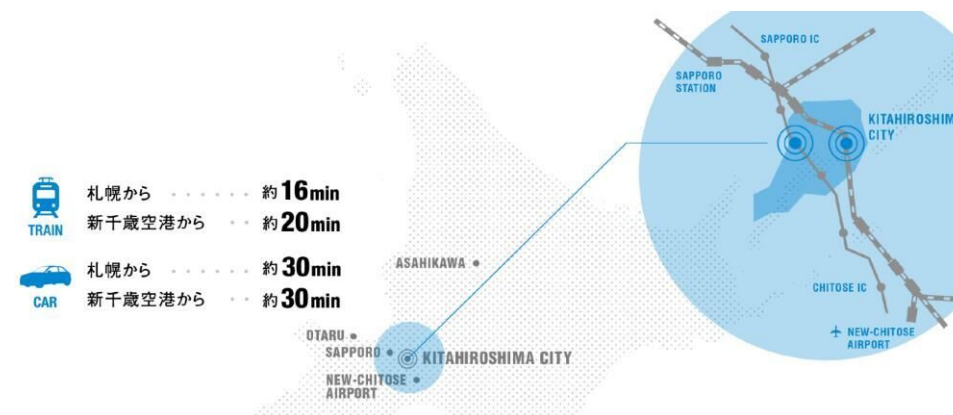 TRAIN
札幌から ・・・・・・ 約16min
新千歳空港から ・・ 約20min
CAR
札幌から ・・・・・・ 約30min
新千歳空港から ・・ 約30min
ASAHIKAWA
OTARU
SAPPORO
KITAHIROSHIMA CITY
NEW-CHITOSE
AIRPORT
SAPPORO IC
SAPPORO
STATION
KITAHIROSHIM
CITY
CHITOSE IC
NEW-CHITOSE
AIRPORT